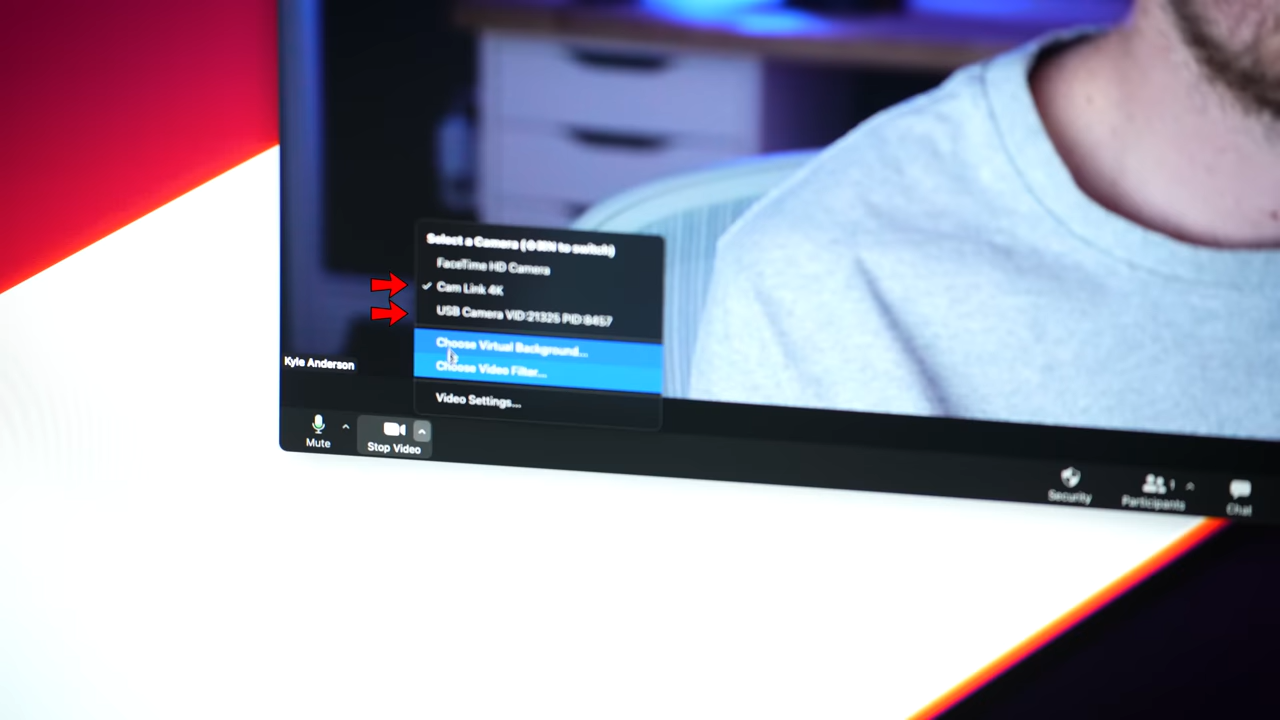 Select a Camera (⇧⌘N to switch)
FaceTime HD Camera
✓ Cam Link 4K
USB Camera VID:21325 PID:8457
Choose Virtual Background...
Choose Video Filter...
Video Settings...
Kyle Anderson
Mute
Stop Video
Security
Participants
1
Chat